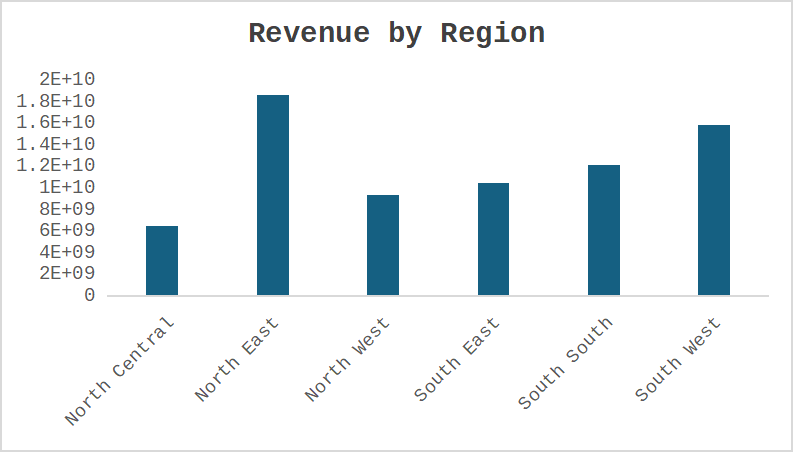 Revenue by Region
2E+10
1.8E+10
1.6E+10
1.4E+10
1.2E+10
1E+10
8E+09
6E+09
4E+09
2E+09
0
North Central
North East
North West
South East
South South
South West